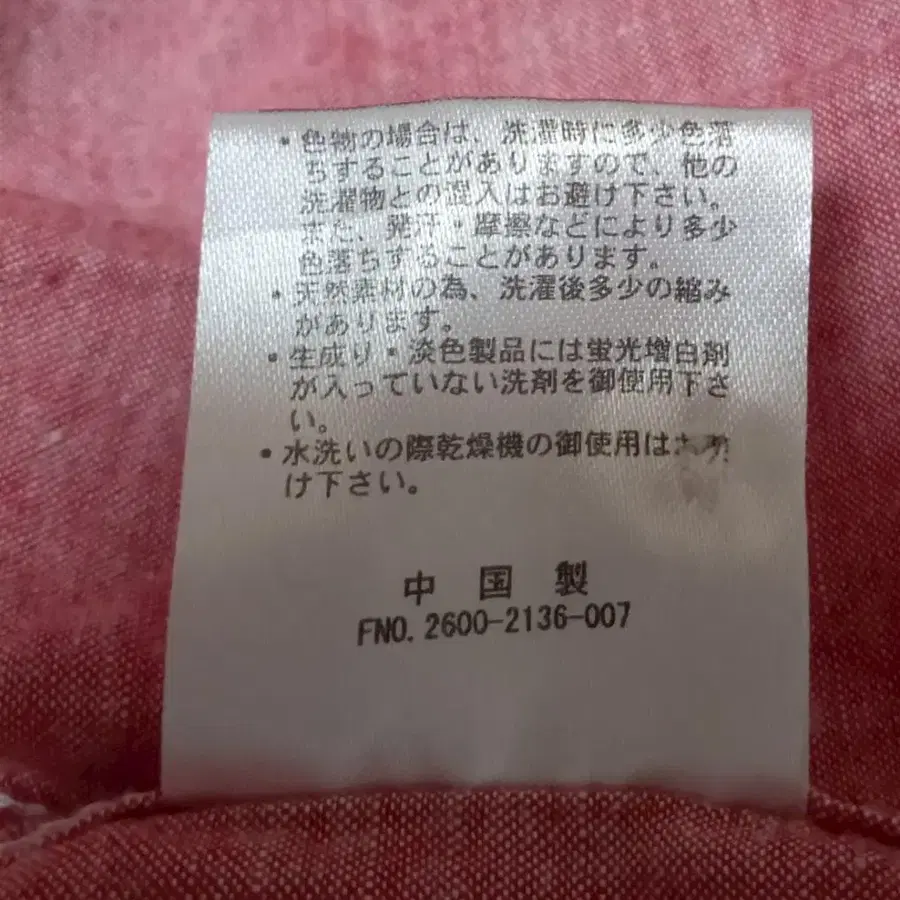 ・色物の場合は、洗濯時に多少色落
ちすることがありますので、他の
洗濯物との混入はお避け下さい。
また、発汗・摩擦などにより多少
色落ちすることがあります。
・天然素材の為、洗濯後多少の縮み
があります。
・生成り・淡色製品には蛍光増白剤
が入っていない洗剤を御使用下さ
い。
・水洗いの際乾燥機の御使用は
け下さい。
中国製
FNO. 2600-2136-007